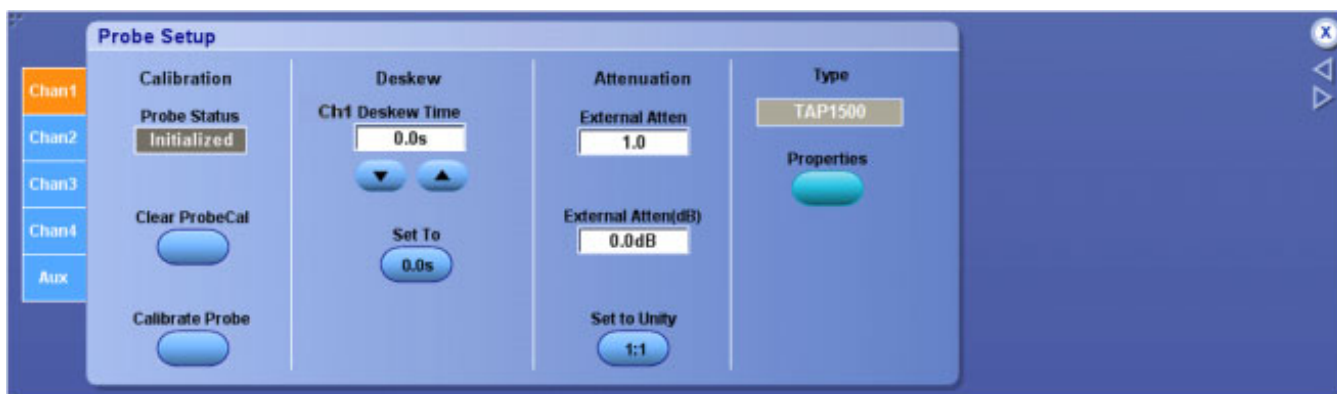 Probe Setup
Chan1
Chan2
Chan3
Chan4
Aux
Calibration
Probe Status
Initialized
Clear ProbeCal
Calibrate Probe
Deskew
Ch1 Deskew Time
0.0s
Set To
0.0s
Attenuation
External Atten
1.0
External Atten(dB)
0.0dB
Set to Unity
1:1
Type
TAP1500
Properties
X